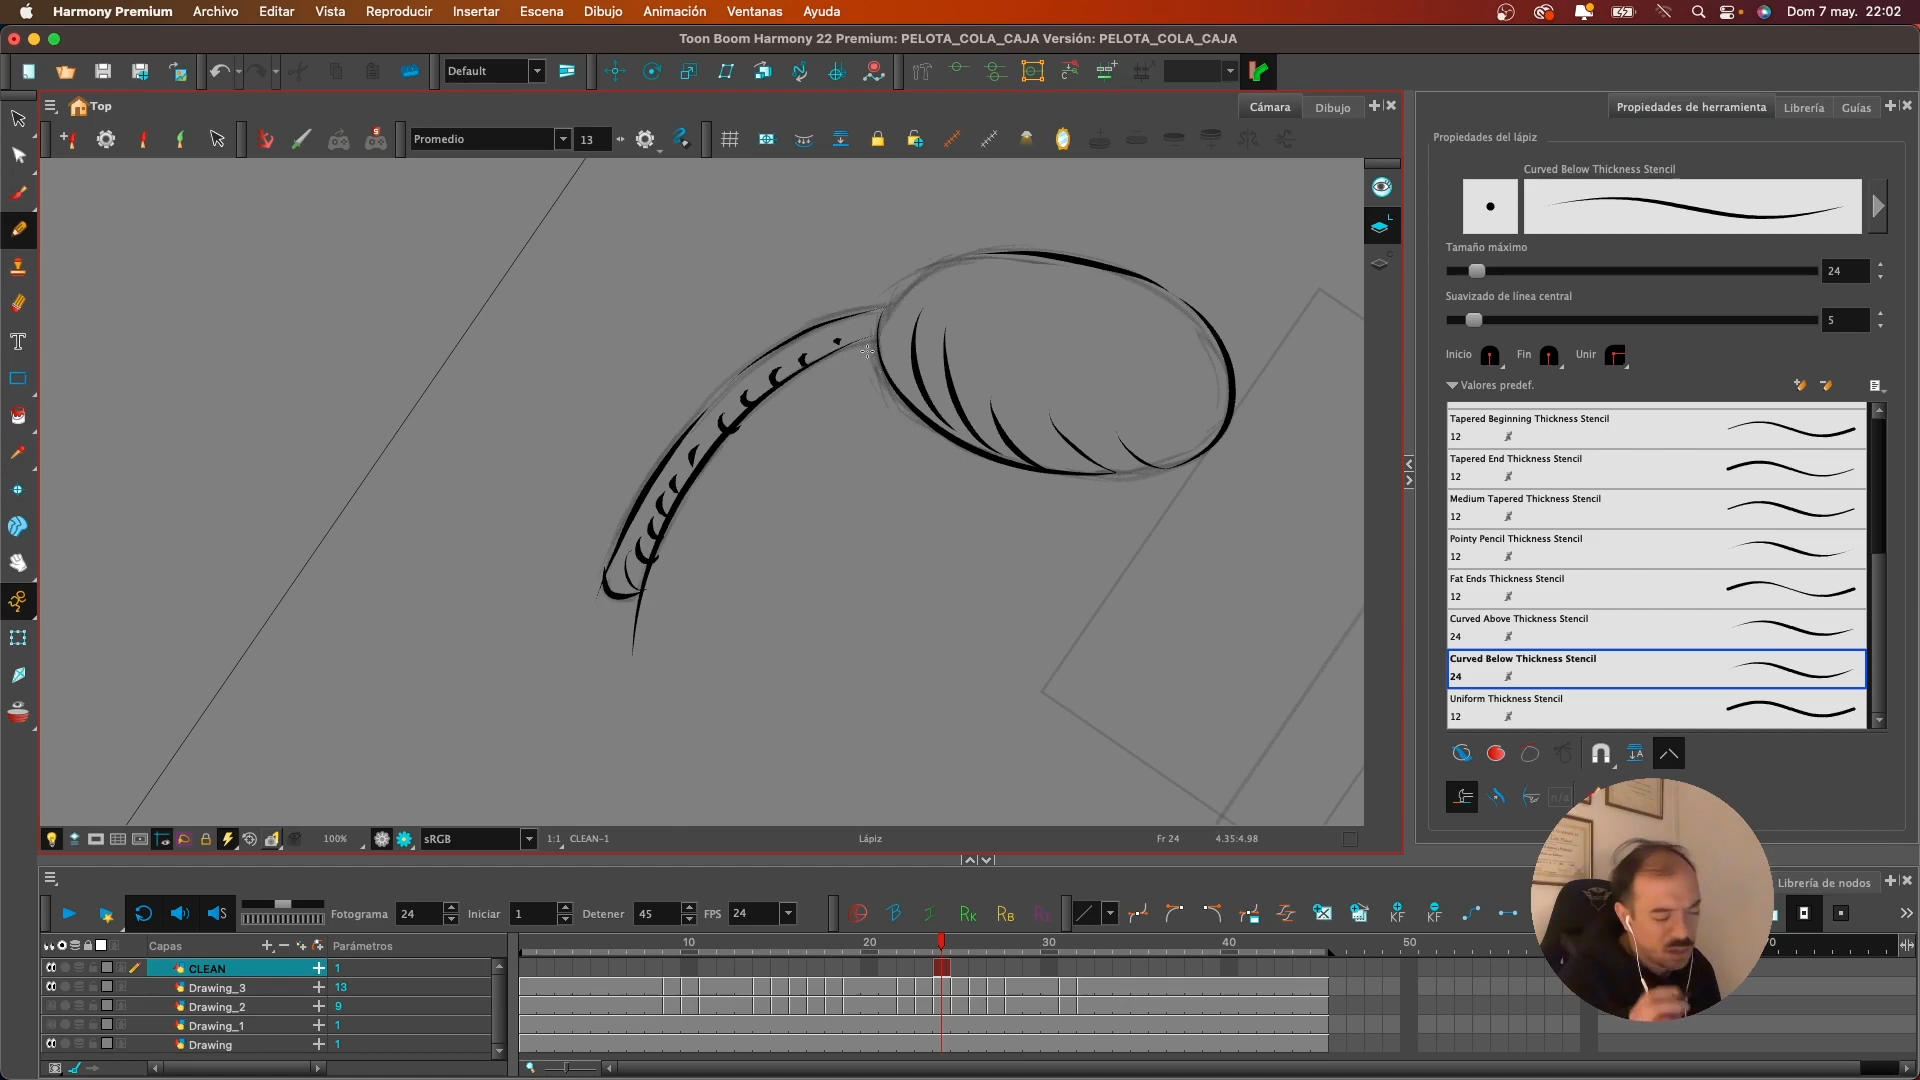 Harmony Premium Archivo Editar Vista Reproducir Insertar Escena Dibujo Animación Ventanas Ayuda Dom 7 may. 22:02
Toon Boom Harmony 22 Premium: PELOTA_COLA_CAJA Versión: PELOTA_COLA_CAJA
Default
Top
Cámara
Dibujo
Propiedades de herramienta
Librería
Guías
Promedio
13
Propiedades del lápiz
Curved Below Thickness Stencil
Tamaño máximo
24
Suavizado de línea central
5
Inicio
Fin
Unir
Valores predef.
Tapered Beginning Thickness Stencil
12
Tapered End Thickness Stencil
12
Medium Tapered Thickness Stencil
12
Pointy Pencil Thickness Stencil
12
Fat Ends Thickness Stencil
12
Curved Above Thickness Stencil
24
Curved Below Thickness Stencil
24
Uniform Thickness Stencil
12
n/a
100%
sRGB
1:1
CLEAN-1
Lápiz
Fr 24
4.35:4.98
Librería de nodos
Fotograma 24
Iniciar 1
Detener 45
FPS 24
RK
RB
KF
KF
Capas
Parámetros
10 20 30 40 50 70
CLEAN 1
Drawing_3 13
Drawing_2 9
Drawing_1 1
Drawing 1